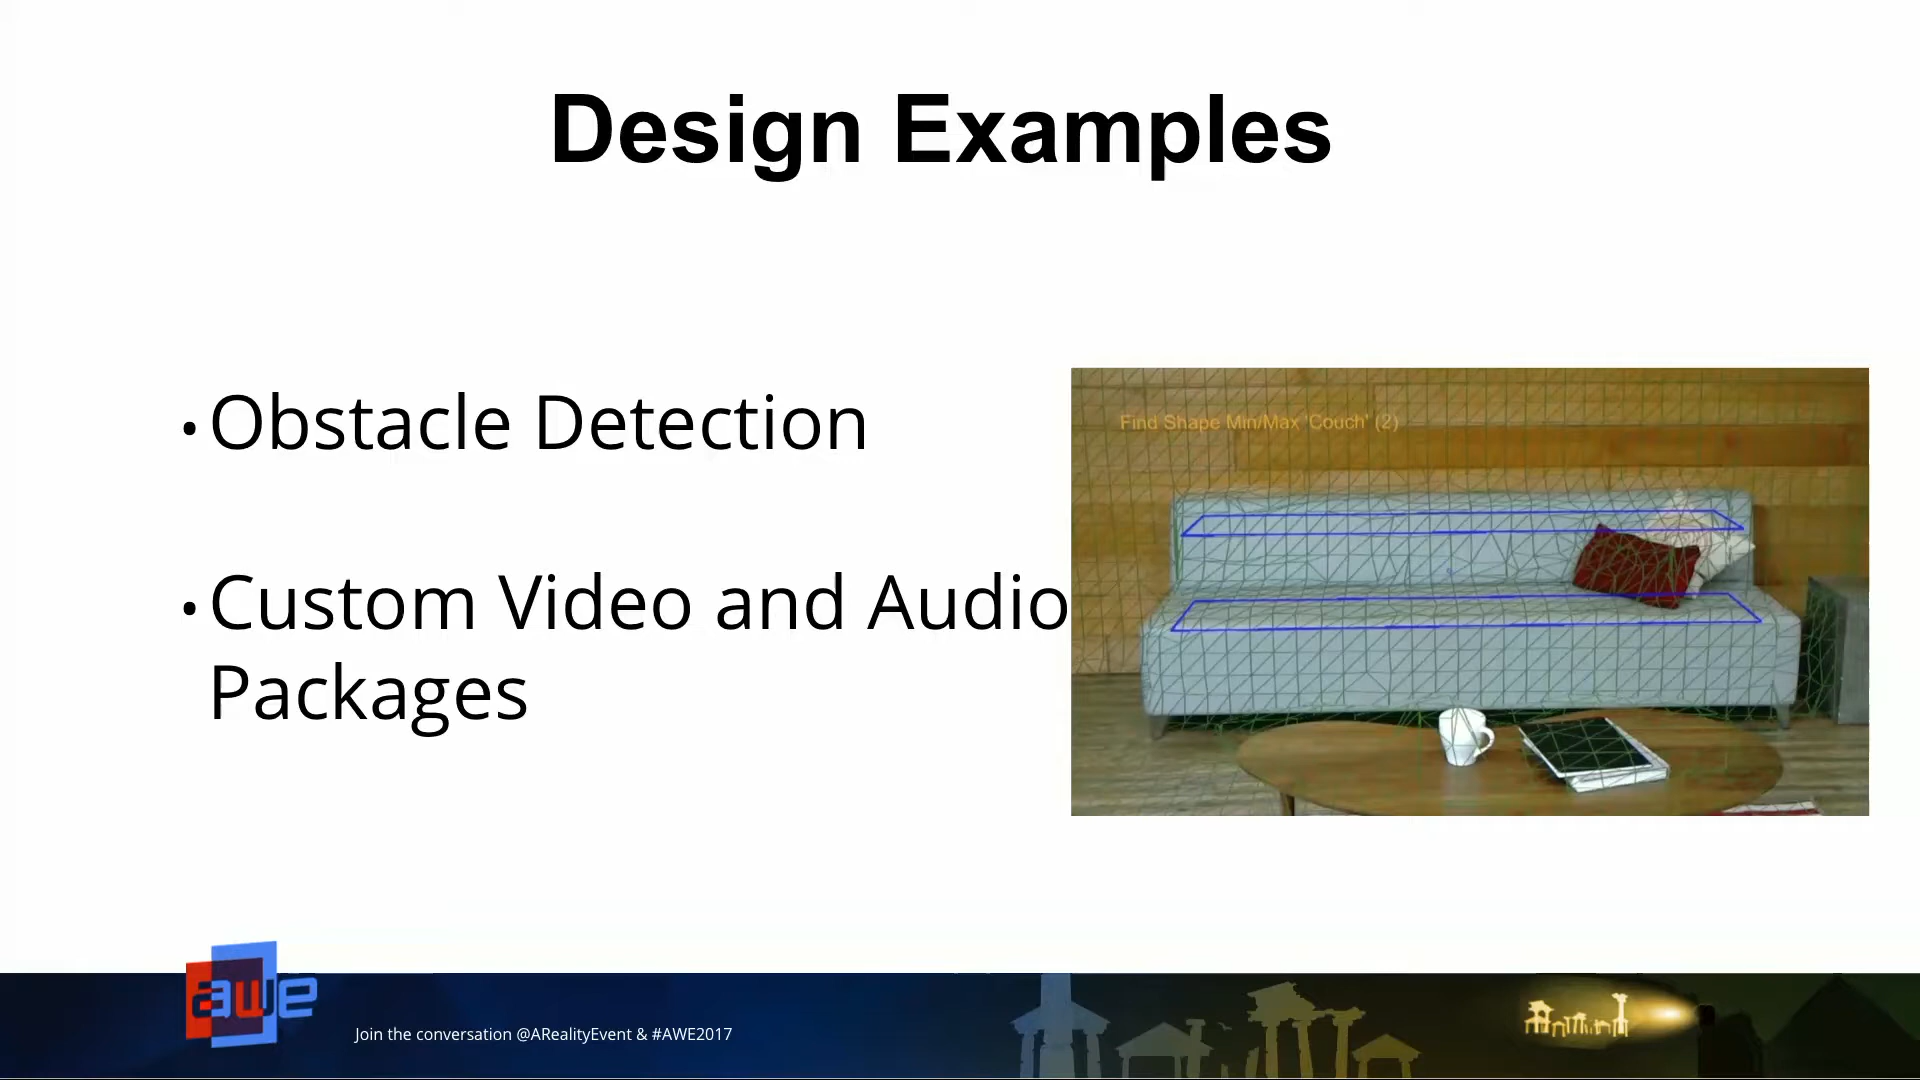 Design Examples
• Obstacle Detection
• Custom Video and Audio
Packages
Find Shape Min/Max 'Couch' (2)
awe
Join the conversation @ARealityEvent & #AWE2017